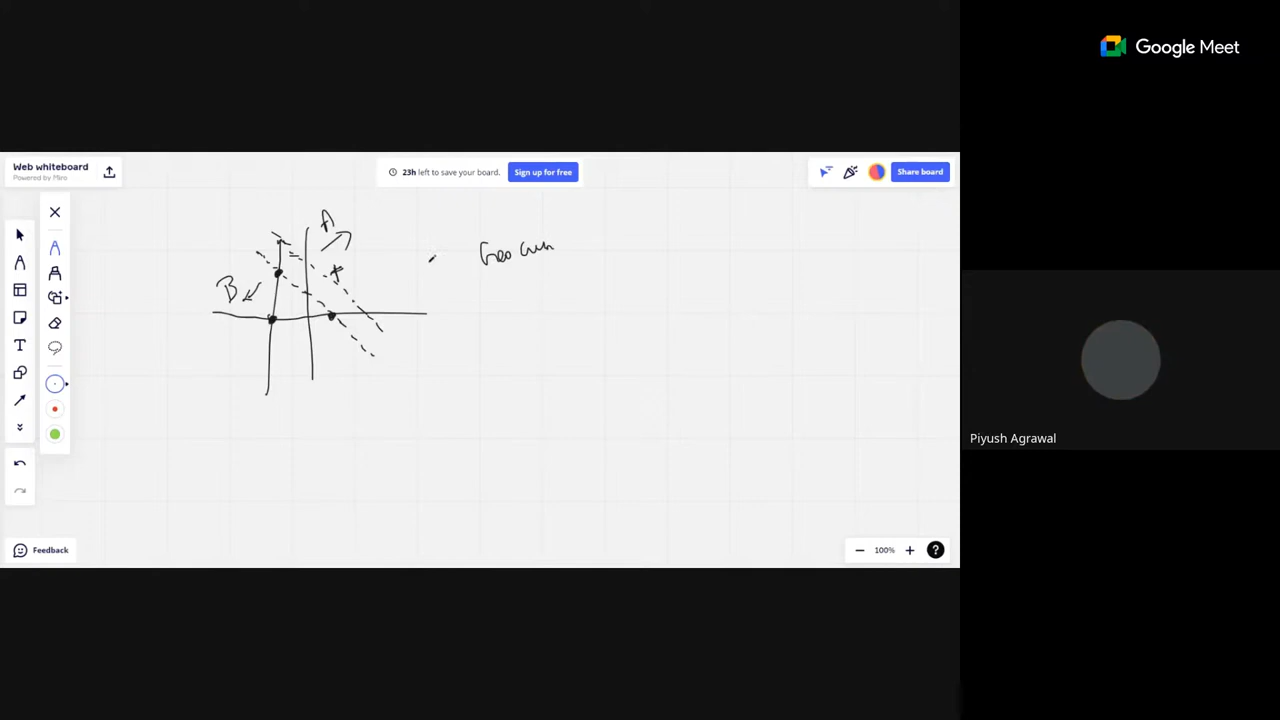 Google Meet
Web whiteboard
Powered by Miro
23h left to save your board.
Sign up for free
Share board
A
B
Piyush Agrawal
Feedback
100%